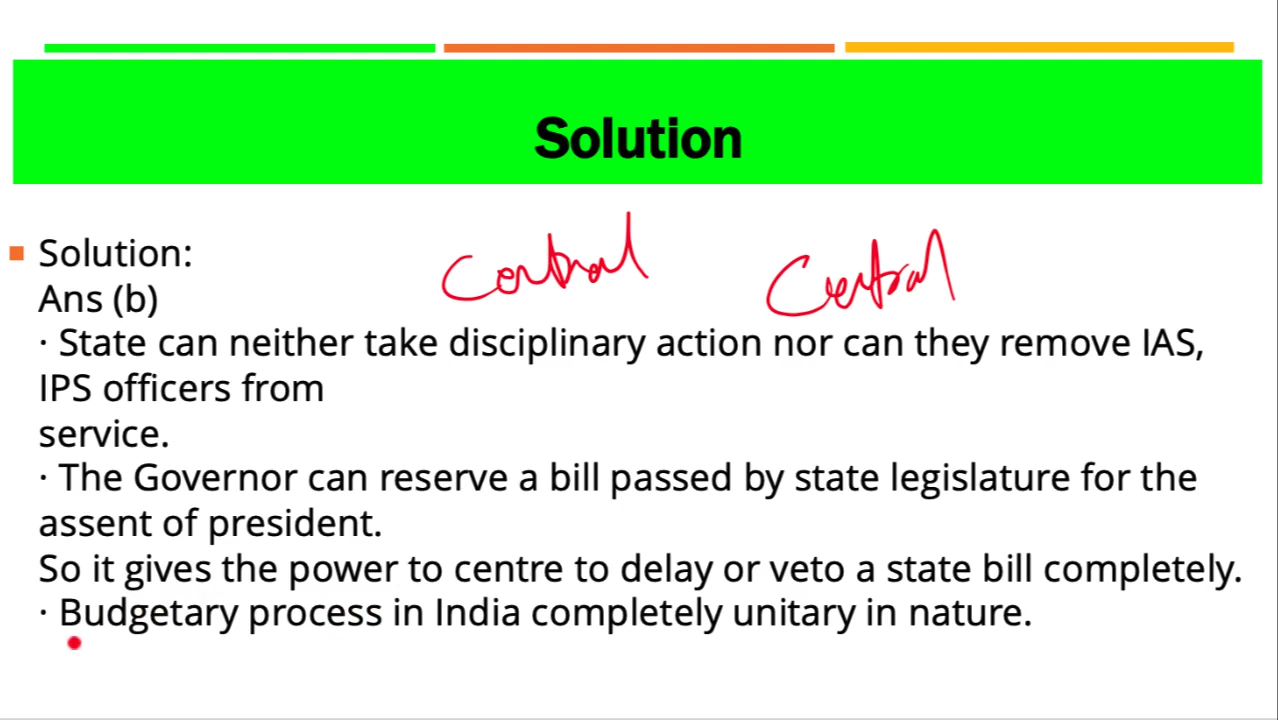 Solution
Solution:
Central Central
Ans (b)
· State can neither take disciplinary action nor can they remove IAS,
IPS officers from
service.
· The Governor can reserve a bill passed by state legislature for the
assent of president.
So it gives the power to centre to delay or veto a state bill completely.
· Budgetary process in India completely unitary in nature.